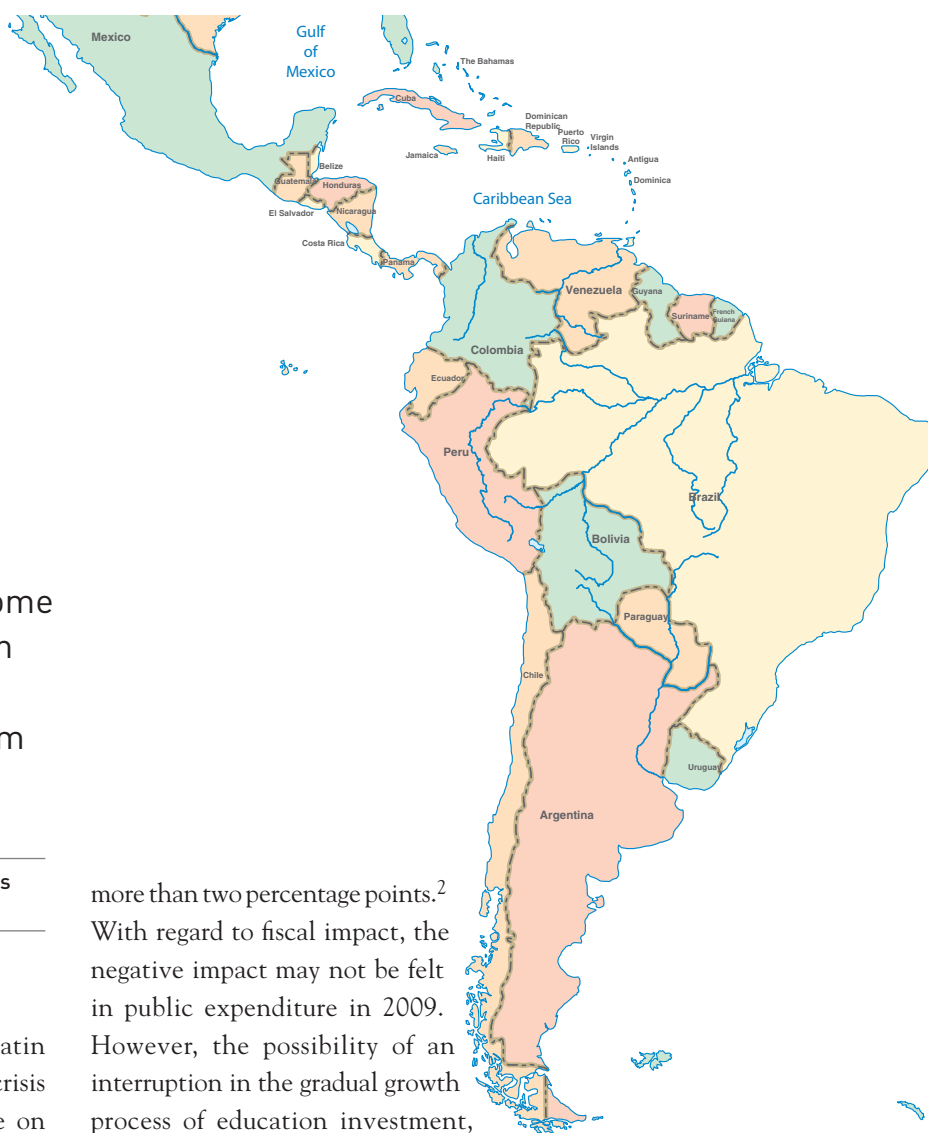 Mexico
Gulf
of
Mexico
The Bahamas
Cuba
Dominican
Republic
Puerto
Rico
Virgin
Islands
Jamaica
Haiti
Antigua
Dominica
Belize
Guatemala
Honduras
Caribbean Sea
El Salvador
Nicaragua
Costa Rica
Panama
Venezuela
Guyana
Suriname
French
Guiana
Colombia
Ecuador
Peru
Brazil
Bolivia
Paraguay
Chile
Uruguay
Argentina
ome
n
m
s
atin
crisis
e on
more than two percentage points.2
With regard to fiscal impact, the
negative impact may not be felt
in public expenditure in 2009.
However, the possibility of an
interruption in the gradual growth
process of education investment,